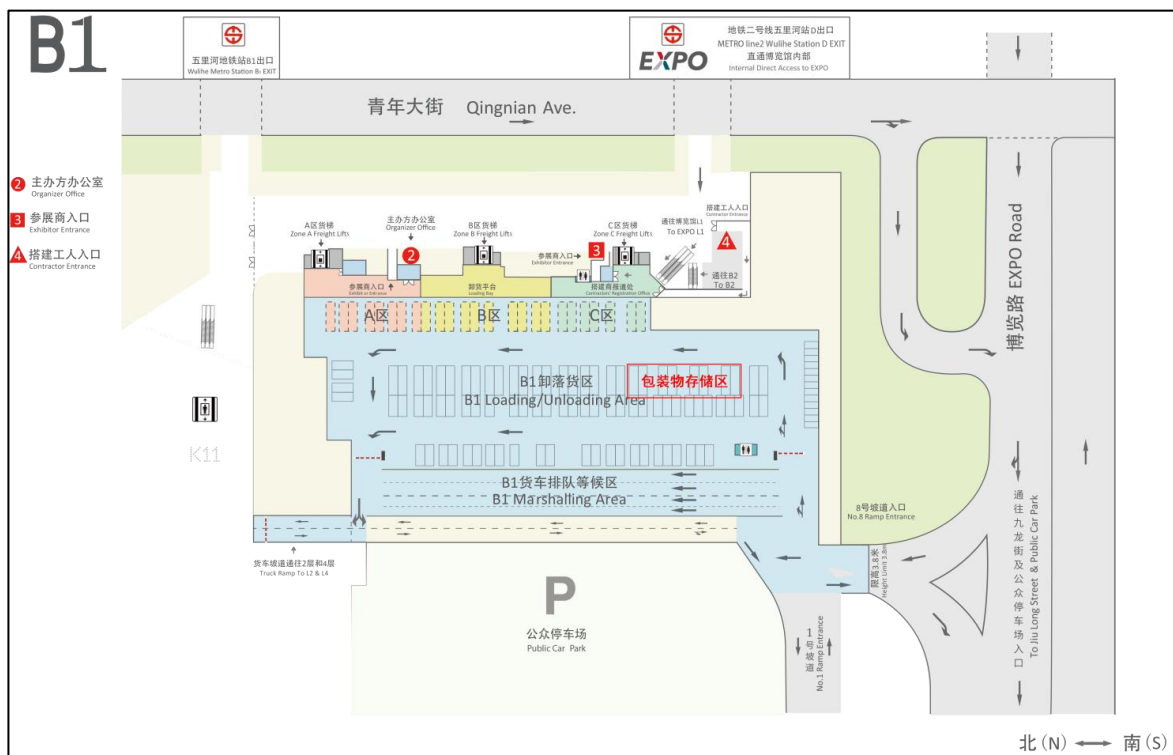 B1
五里河地铁站B1出口
Wulihe Metro Station B1 EXIT
EXPO
地铁二号线五里河站D出口
METRO line2 Wulihe Station D EXIT
直通博览馆内部
Internal Direct Access to EXPO
青年大街 Qingnian Ave.
2 主办方办公室
Organizer Office
3 参展商入口
Exhibitor Entrance
4 搭建工人入口
Contractor Entrance
A区货梯
Zone A Freight Lifts
主办方办公室
Organizer Office
B区货梯
Zone B Freight Lifts
C区货梯
Zone C Freight Lifts
通往博览馆L1
To EXPO L1
搭建工人入口
Contractor Entrance
2
3
4
参展商入口
Exhibitor Entrance
参展商入口
Exhibit or Entrance
卸货平台
Loading Bay
搭建商报道处
Contractors' Registration Office
通往B2
To B2
A区
B区
C区
B1卸落货区
B1 Loading/Unloading Area
包装物存储区
K11
B1货车排队等候区
B1 Marshalling Area
8号坡道入口
No.8 Ramp Entrance
限高3.8米
Height Limit 3.8m
货车坡道通往2层和4层
Truck Ramp To L2 & L4
P
公众停车场
Public Car Park
1号坡道
No.1 Ramp Entrance
博览路 EXPO Road
通往九龙街及公众停车场入口
To Jiu Long Street & Public Car Park
北(N) 南(S)